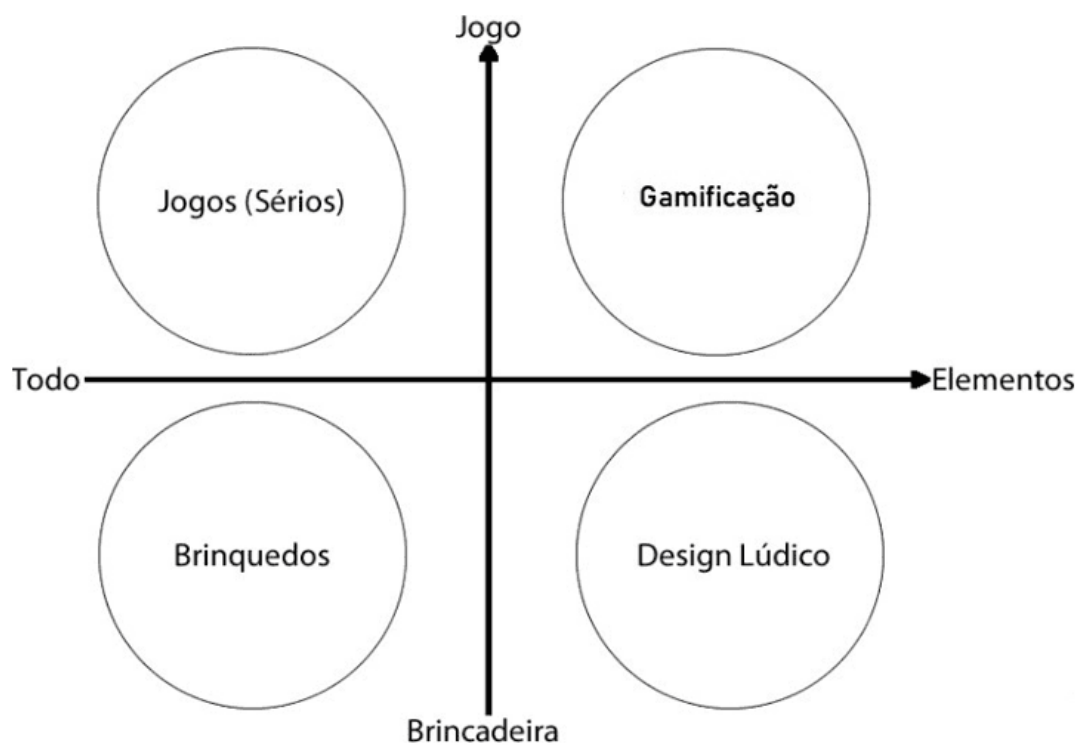 Jogo
Jogos (Sérios)
Gamificação
Todo
Elementos
Brinquedos
Design Lúdico
Brincadeira